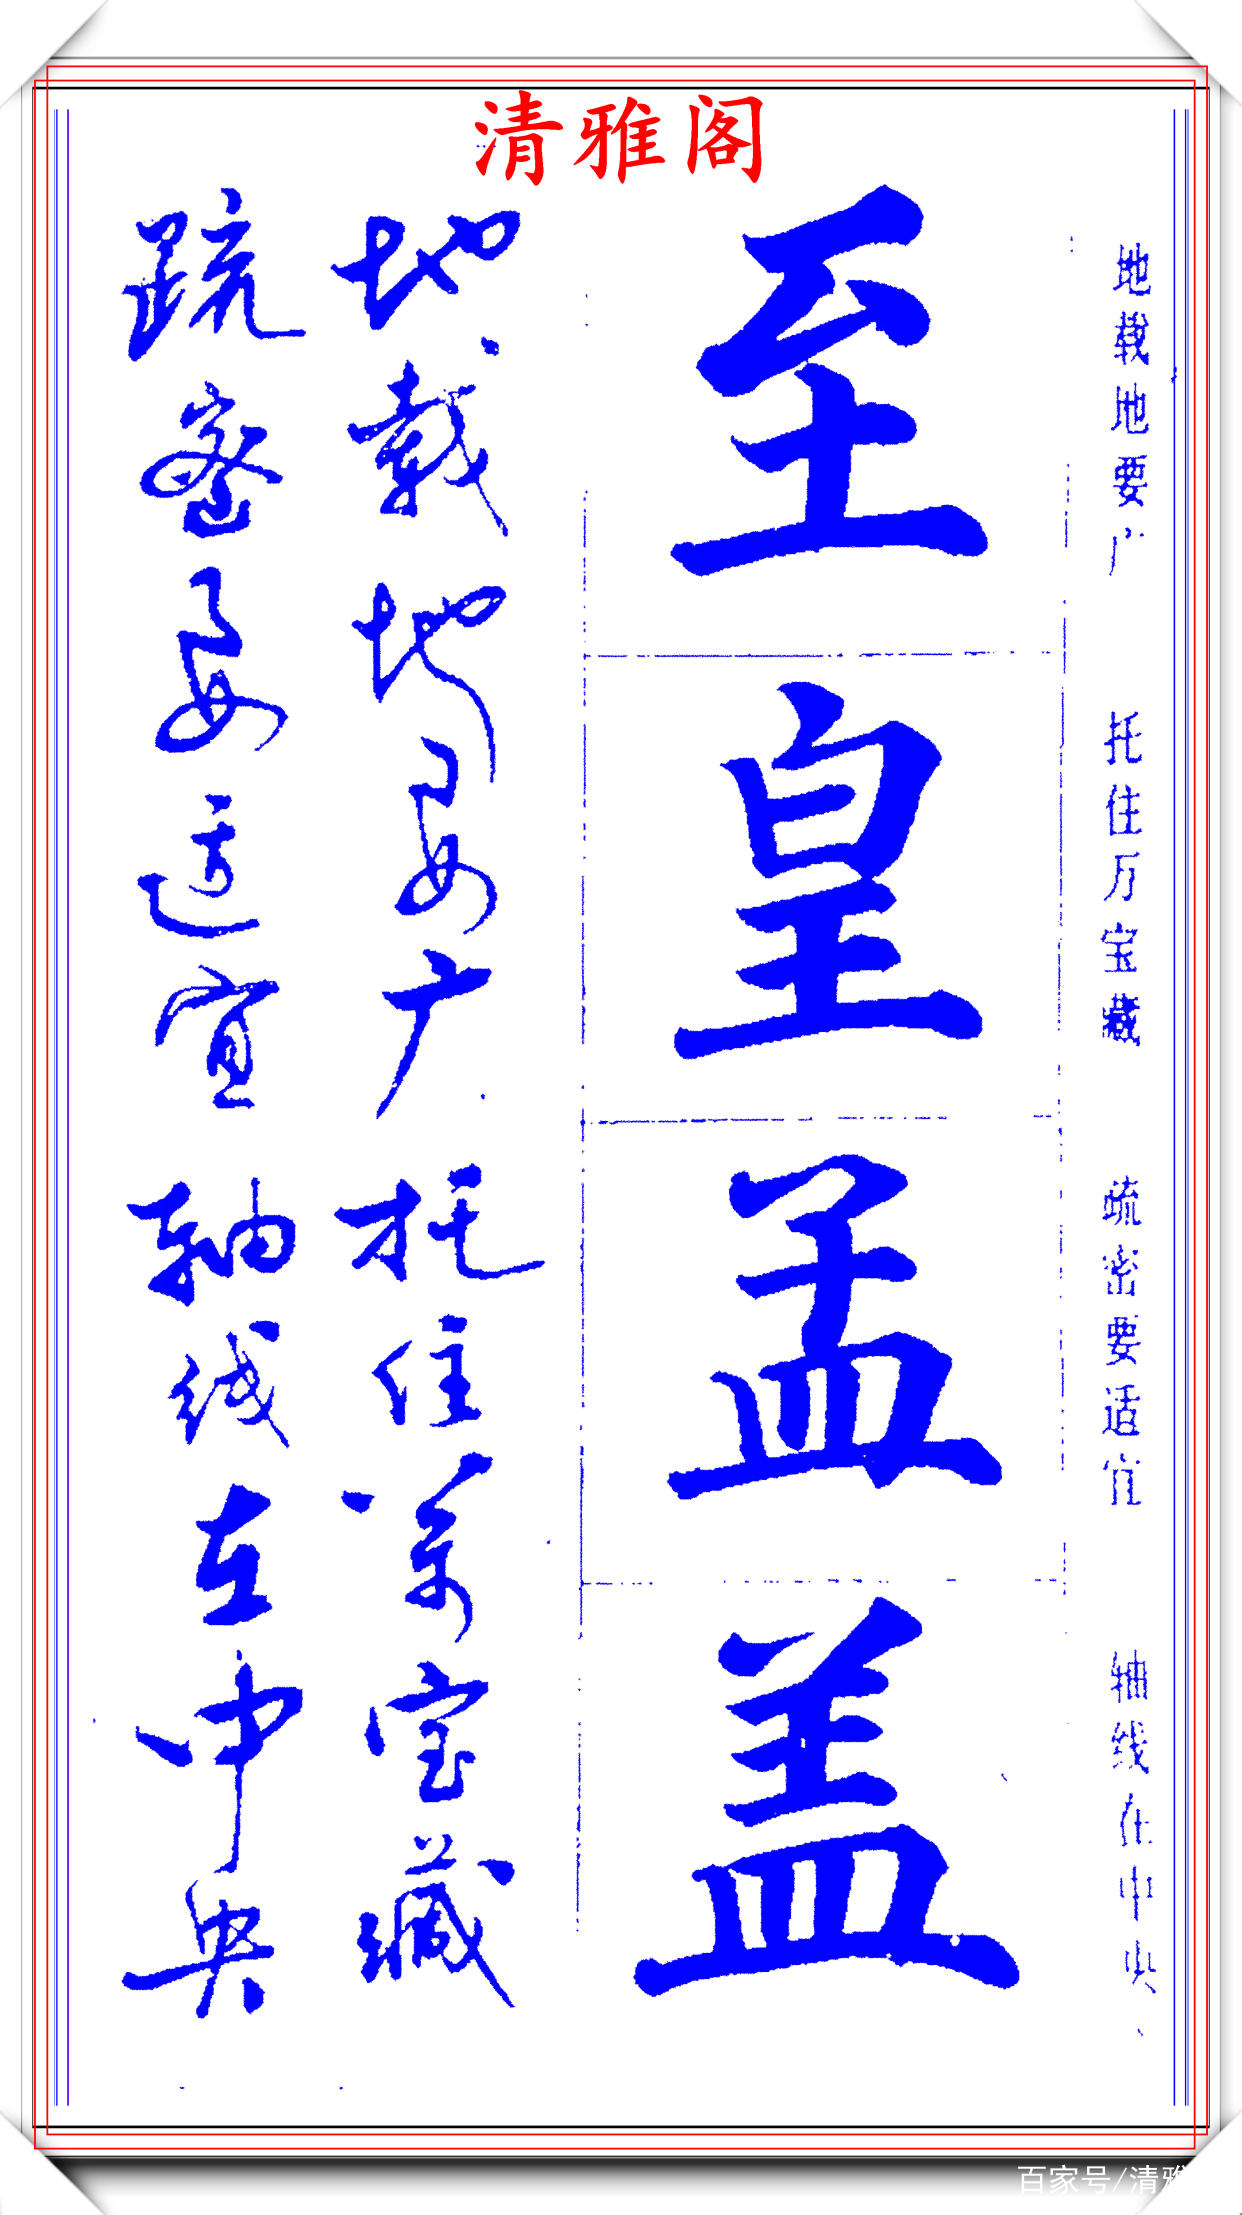 清雅阁
地载地要广 托住万宝藏 疏密要适宜 轴线在中央
至皇孟盖
地载地要广 托住万宝藏
疏密要适宜 轴线在中央
百家号/清雅